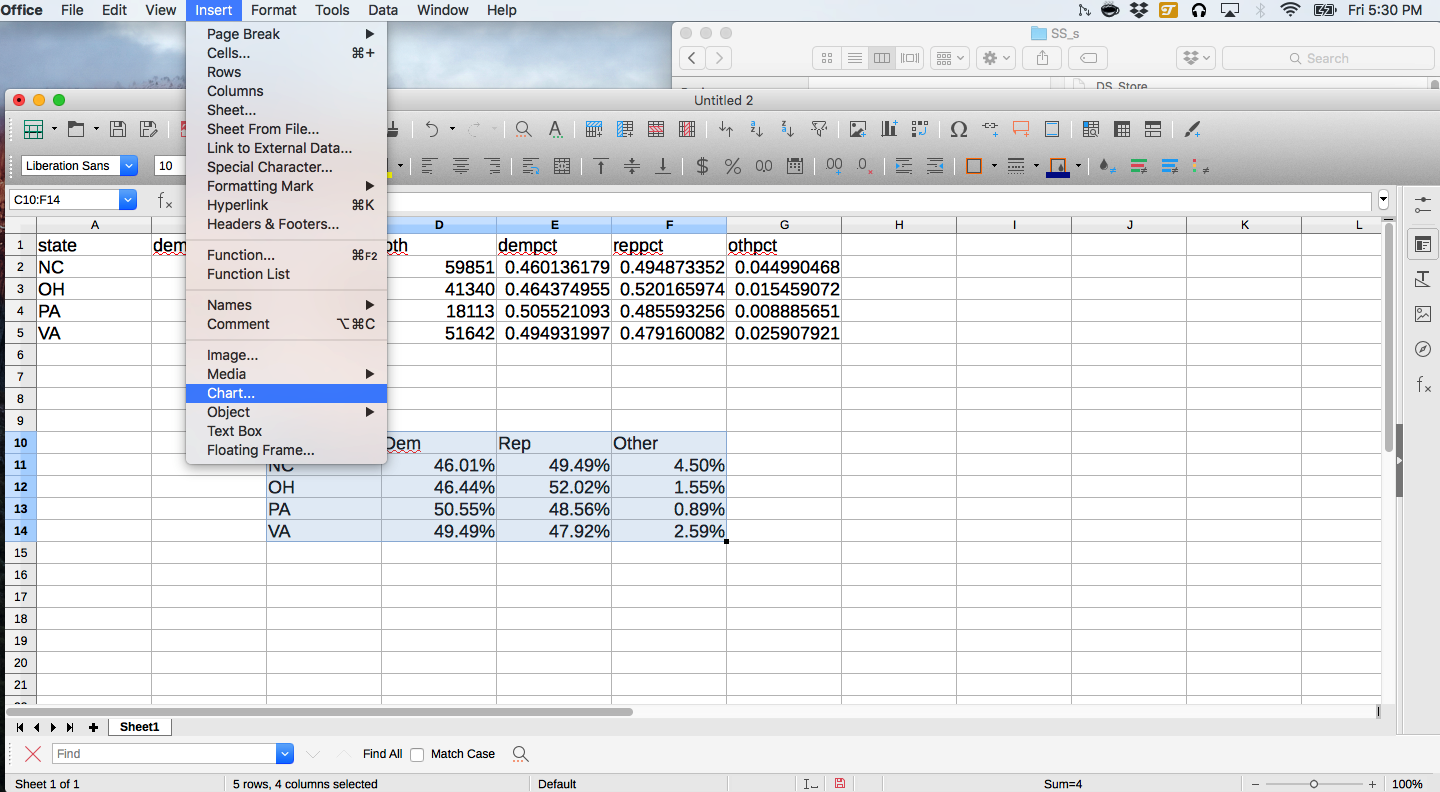 Office File Edit View Insert Format Tools Data Window Help Fri 5:30 PM
SS_s
Search
DS_Store
Untitled 2
Page Break
Cells... ⌘+
Rows
Columns
Sheet...
Sheet From File...
Link to External Data...
Special Character...
Formatting Mark
Hyperlink ⌘K
Headers & Footers...
Function... ⌘F2
Function List
Names
Comment ⌥⌘C
Image...
Media
Chart...
Object
Text Box
Floating Frame...
Liberation Sans 10
C10:F14
A D E F G H I J K L
1 state dem oth dempct reppct othpct
2 NC 59851 0.460136179 0.494873352 0.044990468
3 OH 41340 0.464374955 0.520165974 0.015459072
4 PA 18113 0.505521093 0.485593256 0.008885651
5 VA 51642 0.494931997 0.479160082 0.025907921
6
7
8
9
10 Dem Rep Other
11 NC 46.01% 49.49% 4.50%
12 OH 46.44% 52.02% 1.55%
13 PA 50.55% 48.56% 0.89%
14 VA 49.49% 47.92% 2.59%
15
16
17
18
19
20
21
Sheet1
Find Find All Match Case
Sheet 1 of 1 5 rows, 4 columns selected Default Sum=4 100%